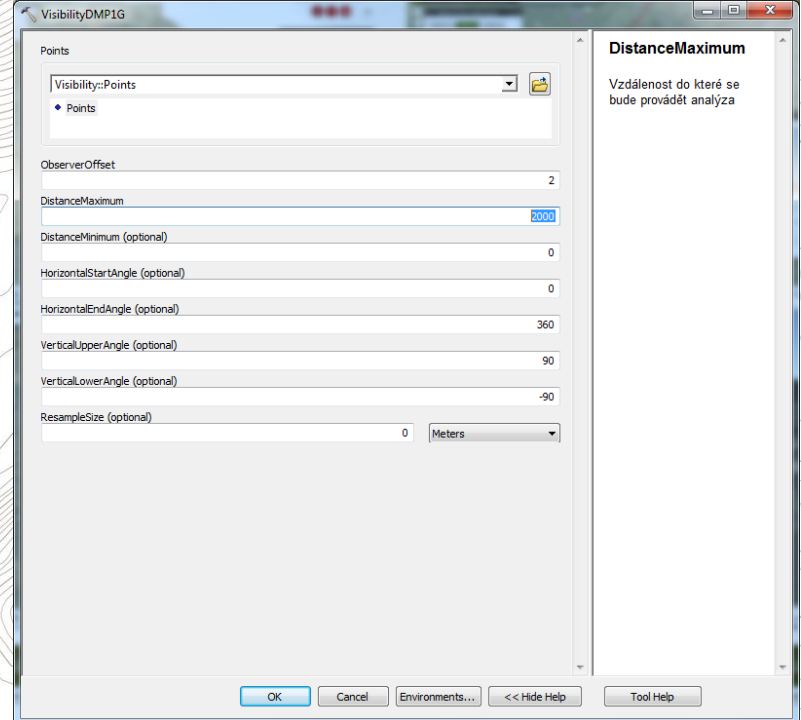 VisibilityDMP1G
Points
Visibility::Points
Points
ObserverOffset
2
DistanceMaximum
2000
DistanceMinimum (optional)
0
HorizontalStartAngle (optional)
0
HorizontalEndAngle (optional)
360
VerticalUpperAngle (optional)
90
VerticalLowerAngle (optional)
-90
ResampleSize (optional)
0 Meters
DistanceMaximum
Vzdálenost do které se
bude provádět analýza
OK Cancel Environments... << Hide Help Tool Help